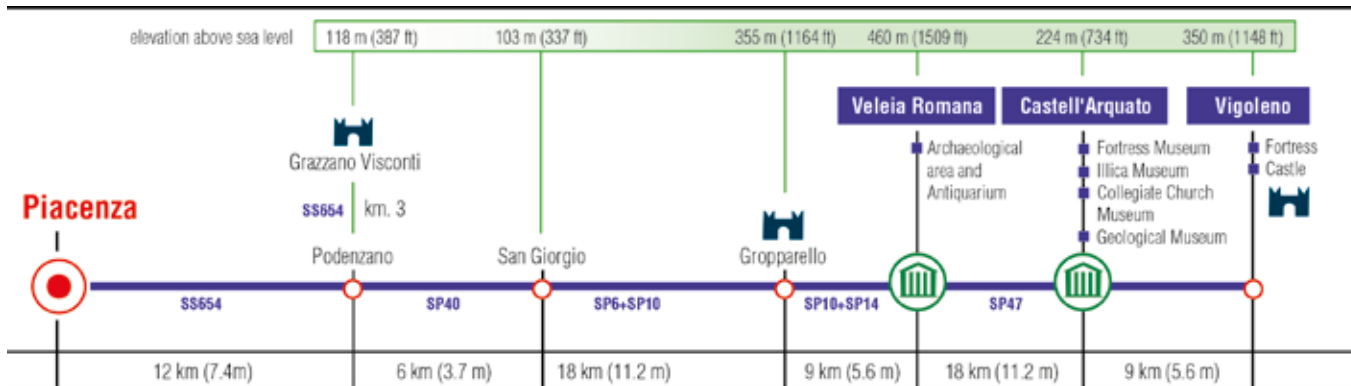 elevation above sea level 118 m (387 ft) 103 m (337 ft) 355 m (1164 ft) 460 m (1509 ft) 224 m (734 ft) 350 m (1148 ft)
Veleia Romana Castell'Arquato Vigoleno
Grazzano Visconti
Archaeological
area and
Antiquarium
Fortress Museum
Illica Museum
Collegiate Church
Museum
Geological Museum
Fortress
Castle
Piacenza
SS654 km. 3
Podenzano San Giorgio Gropparello
SS654 SP40 SP6+SP10 SP10+SP14 SP47
12 km (7.4m) 6 km (3.7 m) 18 km (11.2 m) 9 km (5.6 m) 18 km (11.2 m) 9 km (5.6 m)